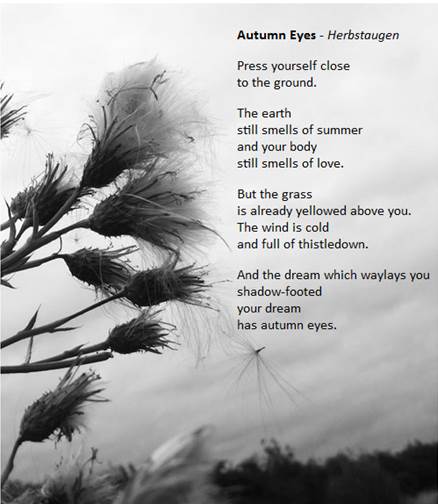 Autumn Eyes - Herbstaugen
Press yourself close
to the ground.
The earth
still smells of summer
and your body
still smells of love.
But the grass
is already yellowed above you.
The wind is cold
and full of thistledown.
And the dream which waylays you
shadow-footed
your dream
has autumn eyes.